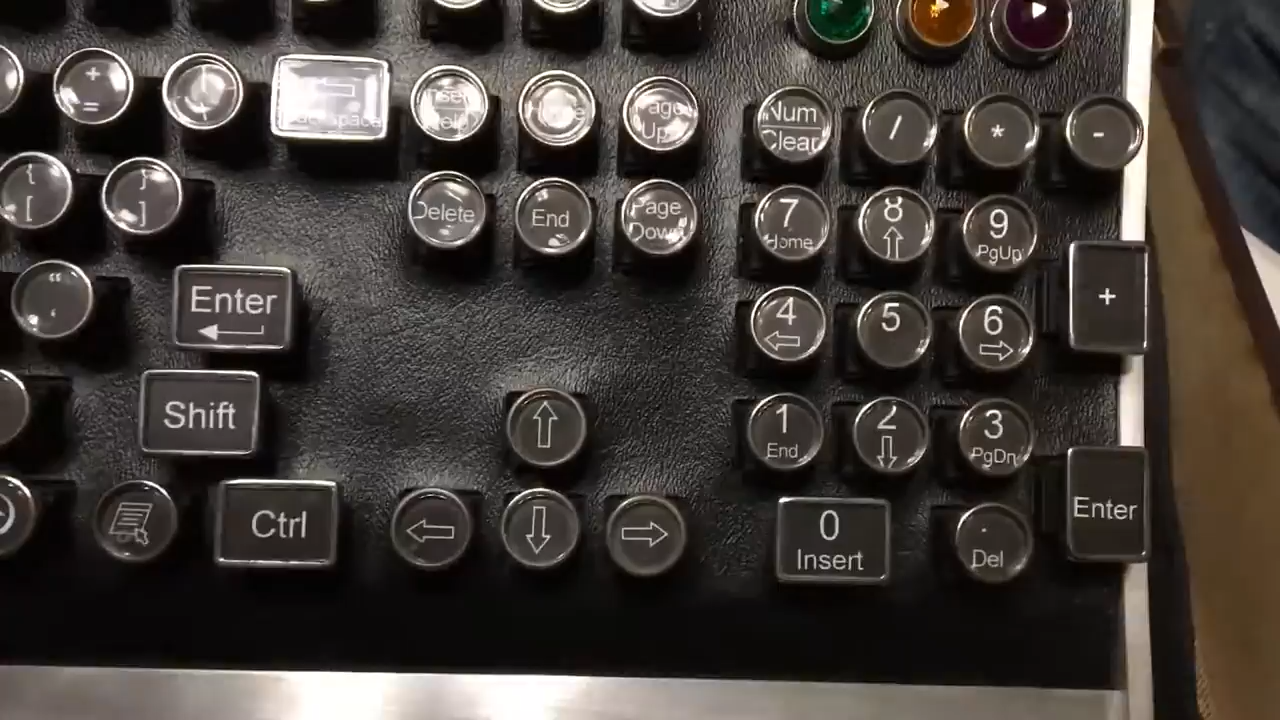 +
=
Insert
Help
Home
Page
Up
Num
Clear
/
*
-
{
[
}
]
Delete
End
Page
Down
7
Home
8
9
PgUp
Enter
4
5
6
+
Shift
1
End
2
3
PgDn
Ctrl
0
Insert
.
Del
Enter